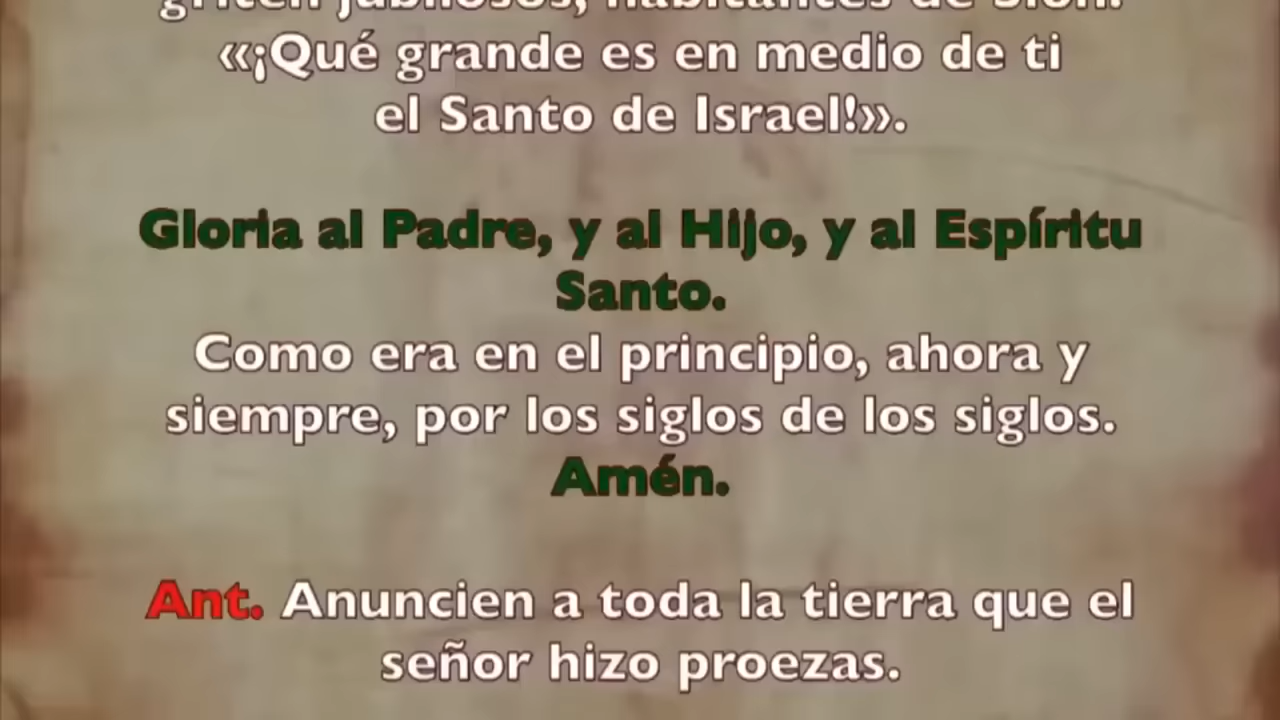 griten jubilosos, habitantes de Sión:
«¡Qué grande es en medio de ti
el Santo de Israel!».
Gloria al Padre, y al Hijo, y al Espíritu
Santo.
Como era en el principio, ahora y
siempre, por los siglos de los siglos.
Amén.
Ant. Anuncien a toda la tierra que el
señor hizo proezas.